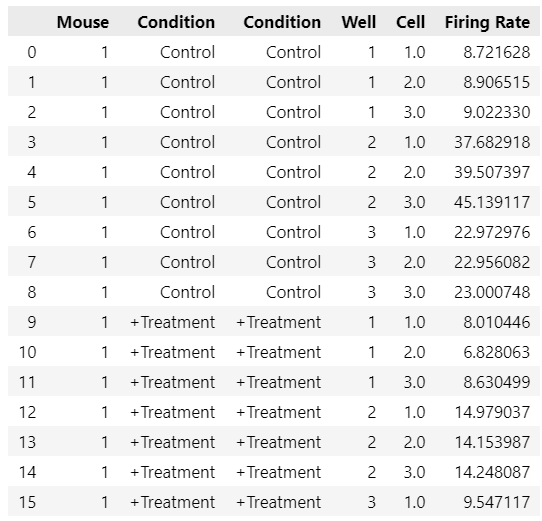 Mouse Condition Condition Well Cell Firing Rate
0 1 Control Control 1 1.0 8.721628
1 1 Control Control 1 2.0 8.906515
2 1 Control Control 1 3.0 9.022330
3 1 Control Control 2 1.0 37.682918
4 1 Control Control 2 2.0 39.507397
5 1 Control Control 2 3.0 45.139117
6 1 Control Control 3 1.0 22.972976
7 1 Control Control 3 2.0 22.956082
8 1 Control Control 3 3.0 23.000748
9 1 +Treatment +Treatment 1 1.0 8.010446
10 1 +Treatment +Treatment 1 2.0 6.828063
11 1 +Treatment +Treatment 1 3.0 8.630499
12 1 +Treatment +Treatment 2 1.0 14.979037
13 1 +Treatment +Treatment 2 2.0 14.153987
14 1 +Treatment +Treatment 2 3.0 14.248087
15 1 +Treatment +Treatment 3 1.0 9.547117